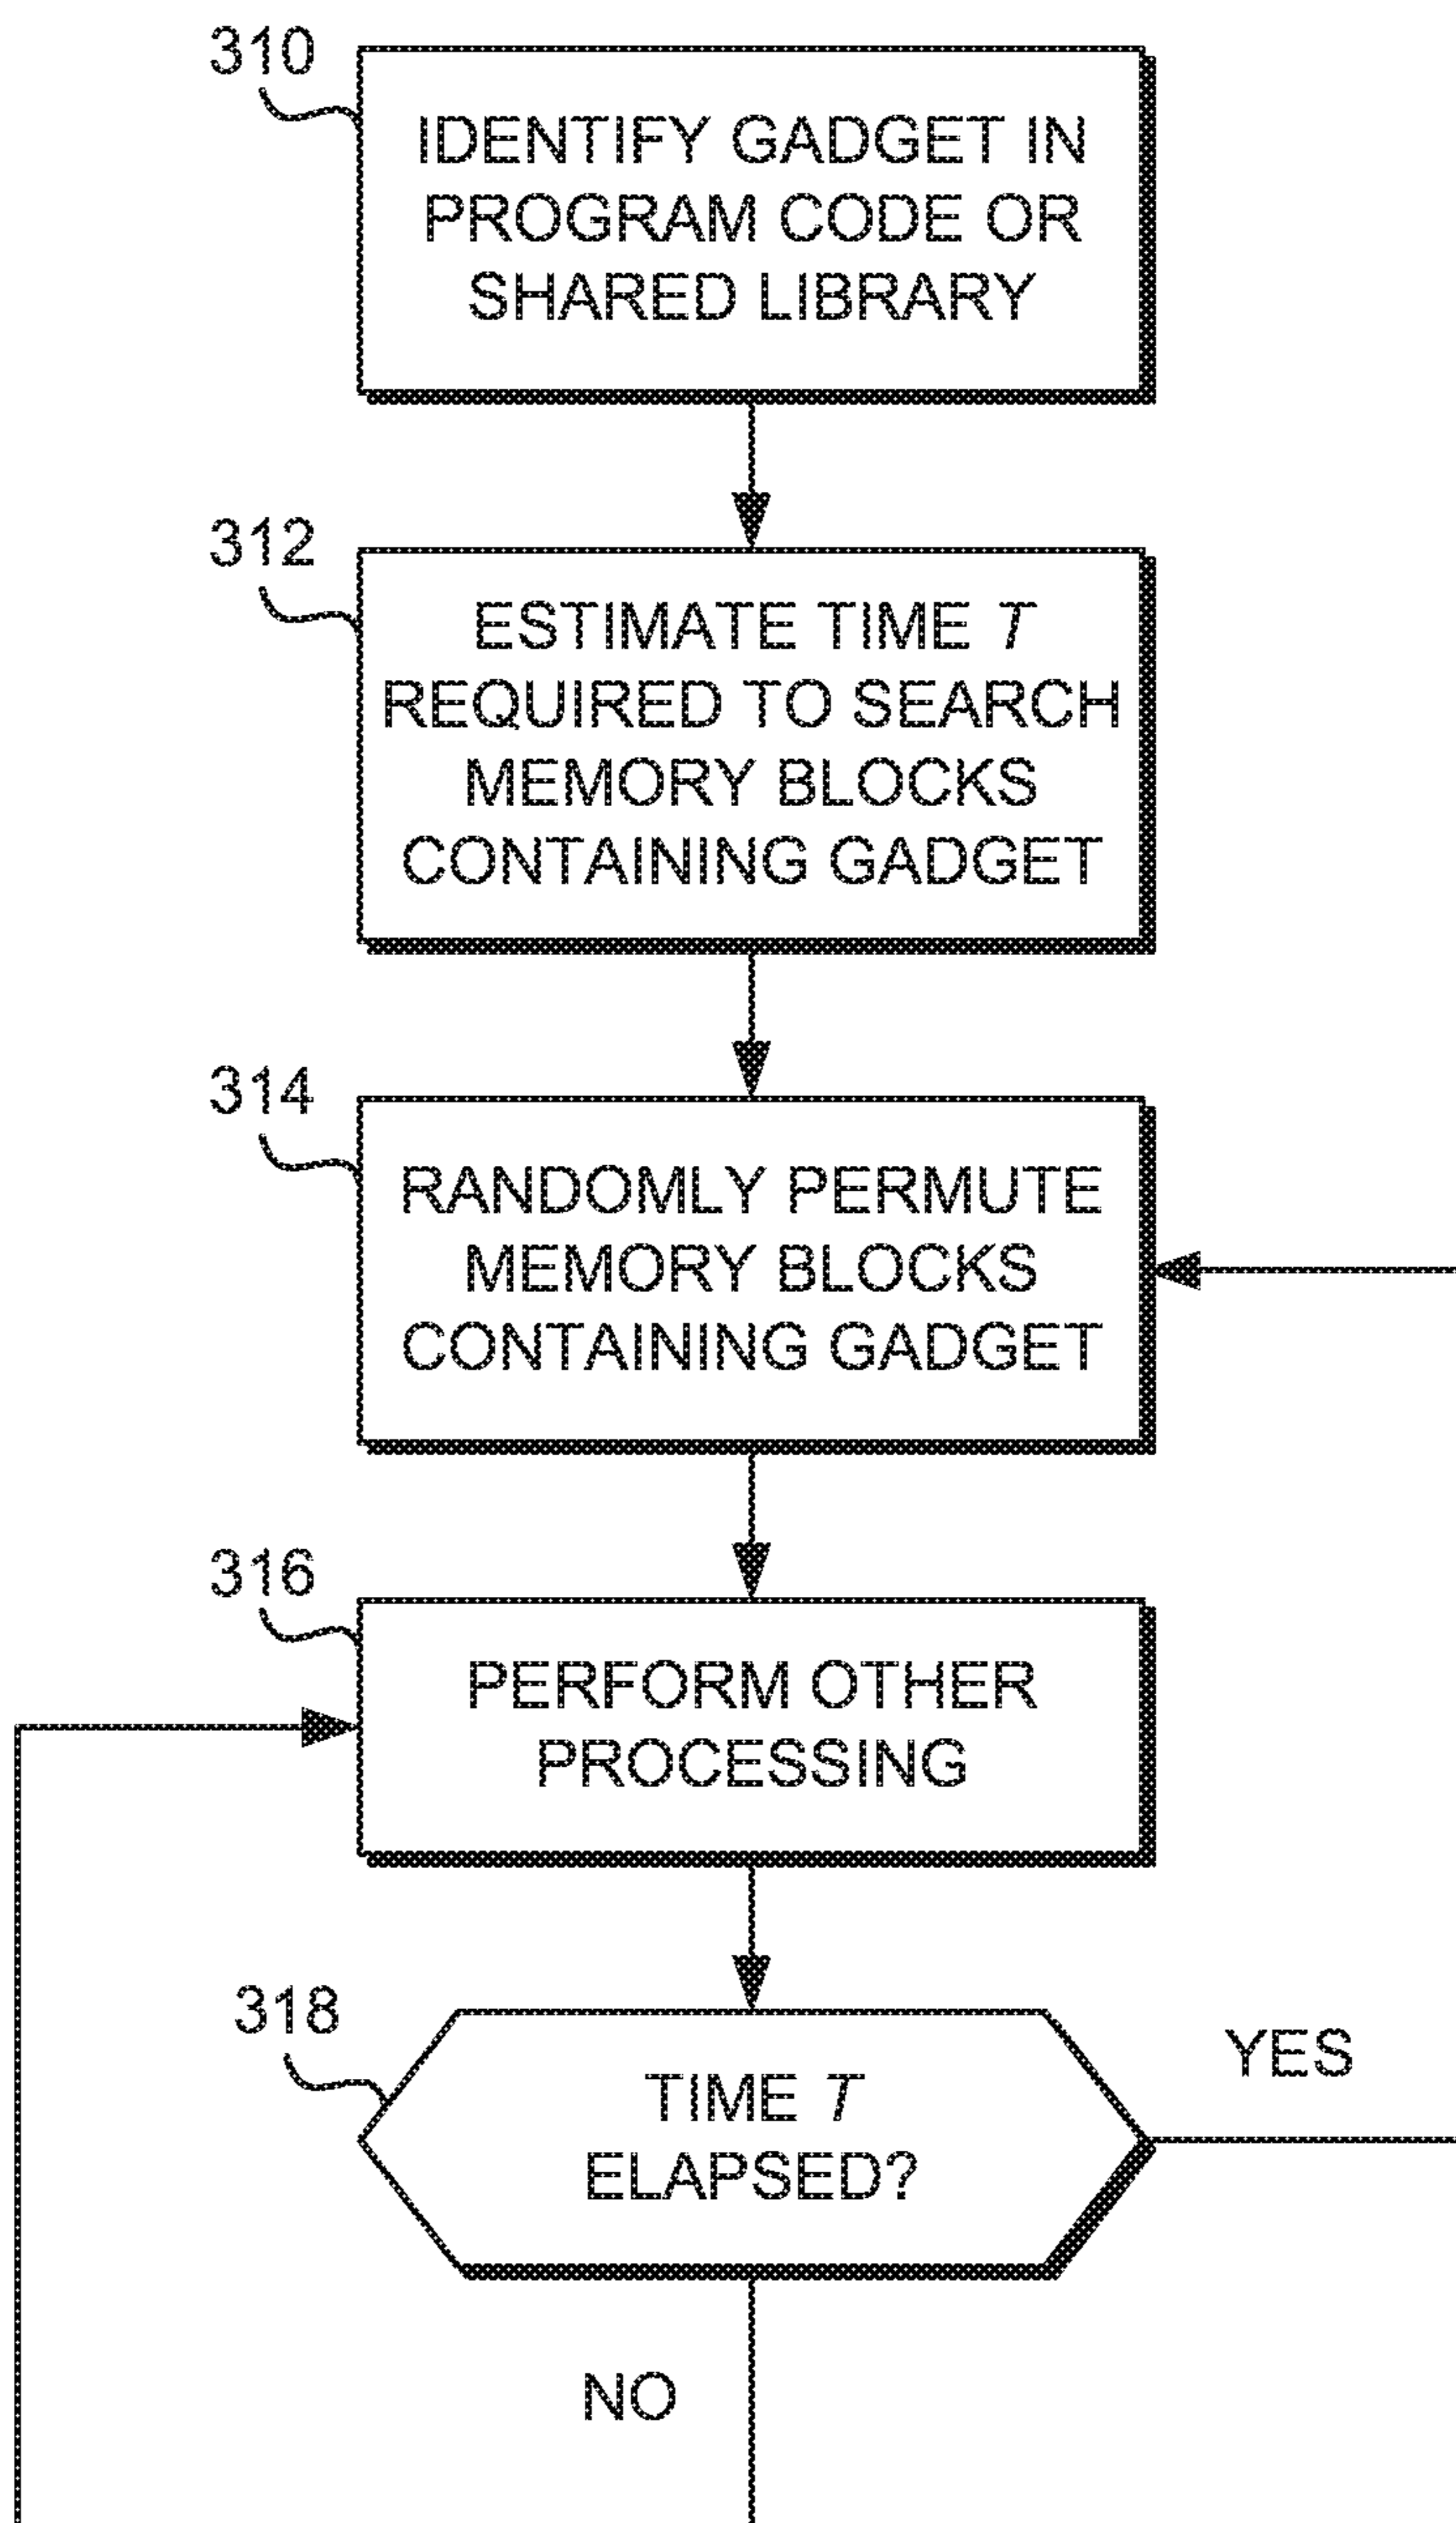 310
IDENTIFY GADGET IN
PROGRAM CODE OR
SHARED LIBRARY
312
ESTIMATE TIME T
REQUIRED TO SEARCH
MEMORY BLOCKS
CONTAINING GADGET
314
RANDOMLY PERMUTE
MEMORY BLOCKS
CONTAINING GADGET
316
PERFORM OTHER
PROCESSING
318
TIME T
ELAPSED?
YES
NO